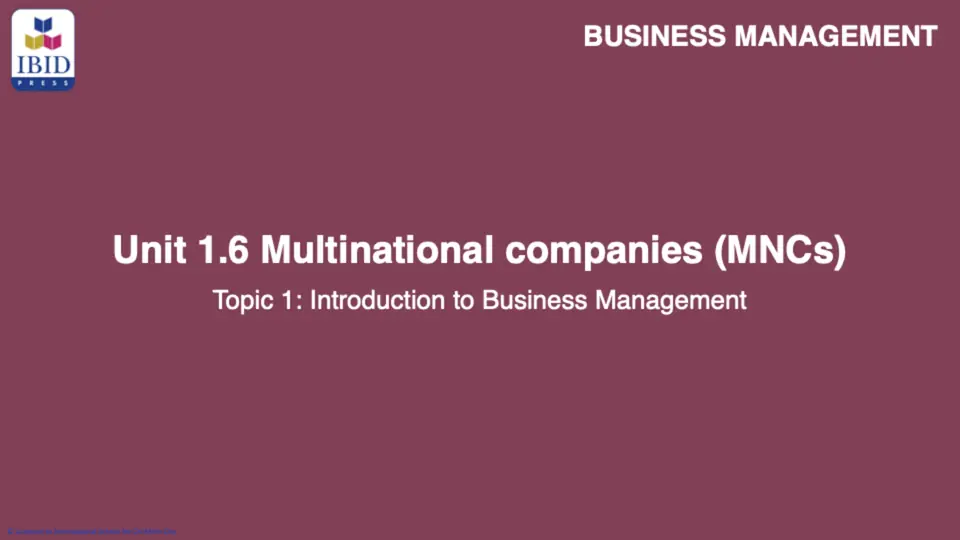 IBID
PRESS
BUSINESS MANAGEMENT
Unit 1.6 Multinational companies (MNCs)
Topic 1: Introduction to Business Management